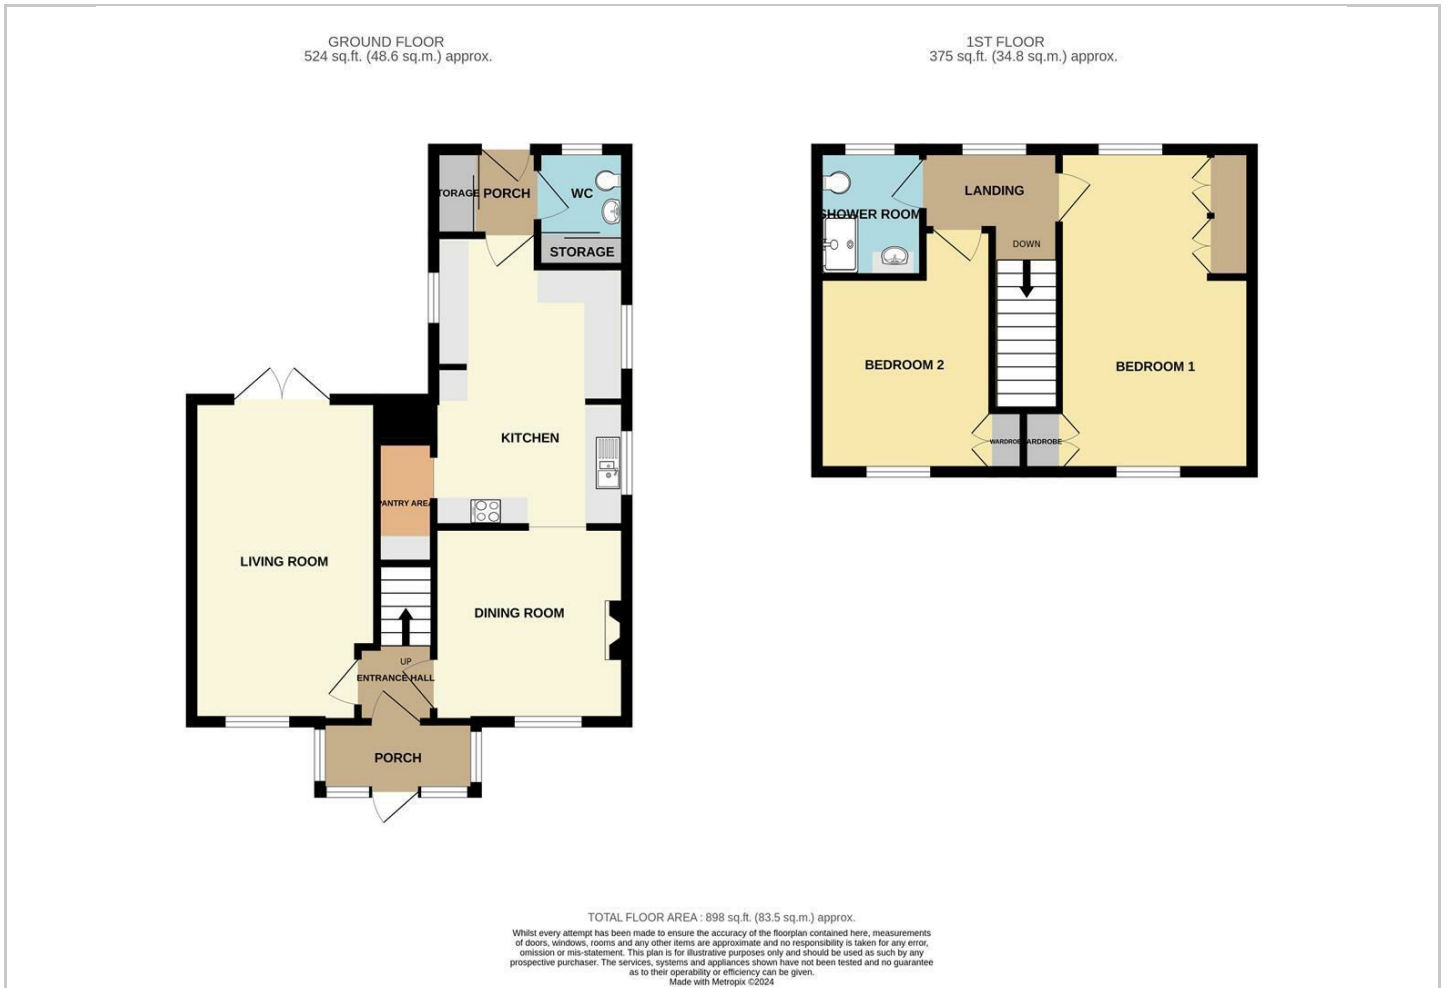 GROUND FLOOR
524 sq.ft. (48.6 sq.m.) approx.
1ST FLOOR
375 sq.ft. (34.8 sq.m.) approx.
TORAGE
PORCH
WC
STORAGE
KITCHEN
PANTRY AREA
LIVING ROOM
DINING ROOM
UP
ENTRANCE HALL
PORCH
SHOWER ROOM
LANDING
DOWN
BEDROOM 2
BEDROOM 1
WARDROBE
ARDROBE
TOTAL FLOOR AREA : 898 sq.ft. (83.5 sq.m.) approx.
Whilst every attempt has been made to ensure the accuracy of the floorplan contained here, measurements
of doors, windows, rooms and any other items are approximate and no responsibility is taken for any error,
omission or mis-statement. This plan is for illustrative purposes only and should be used as such by any
prospective purchaser. The services, systems and appliances shown have not been tested and no guarantee
as to their operability or efficiency can be given.
Made with Metropix ©2024